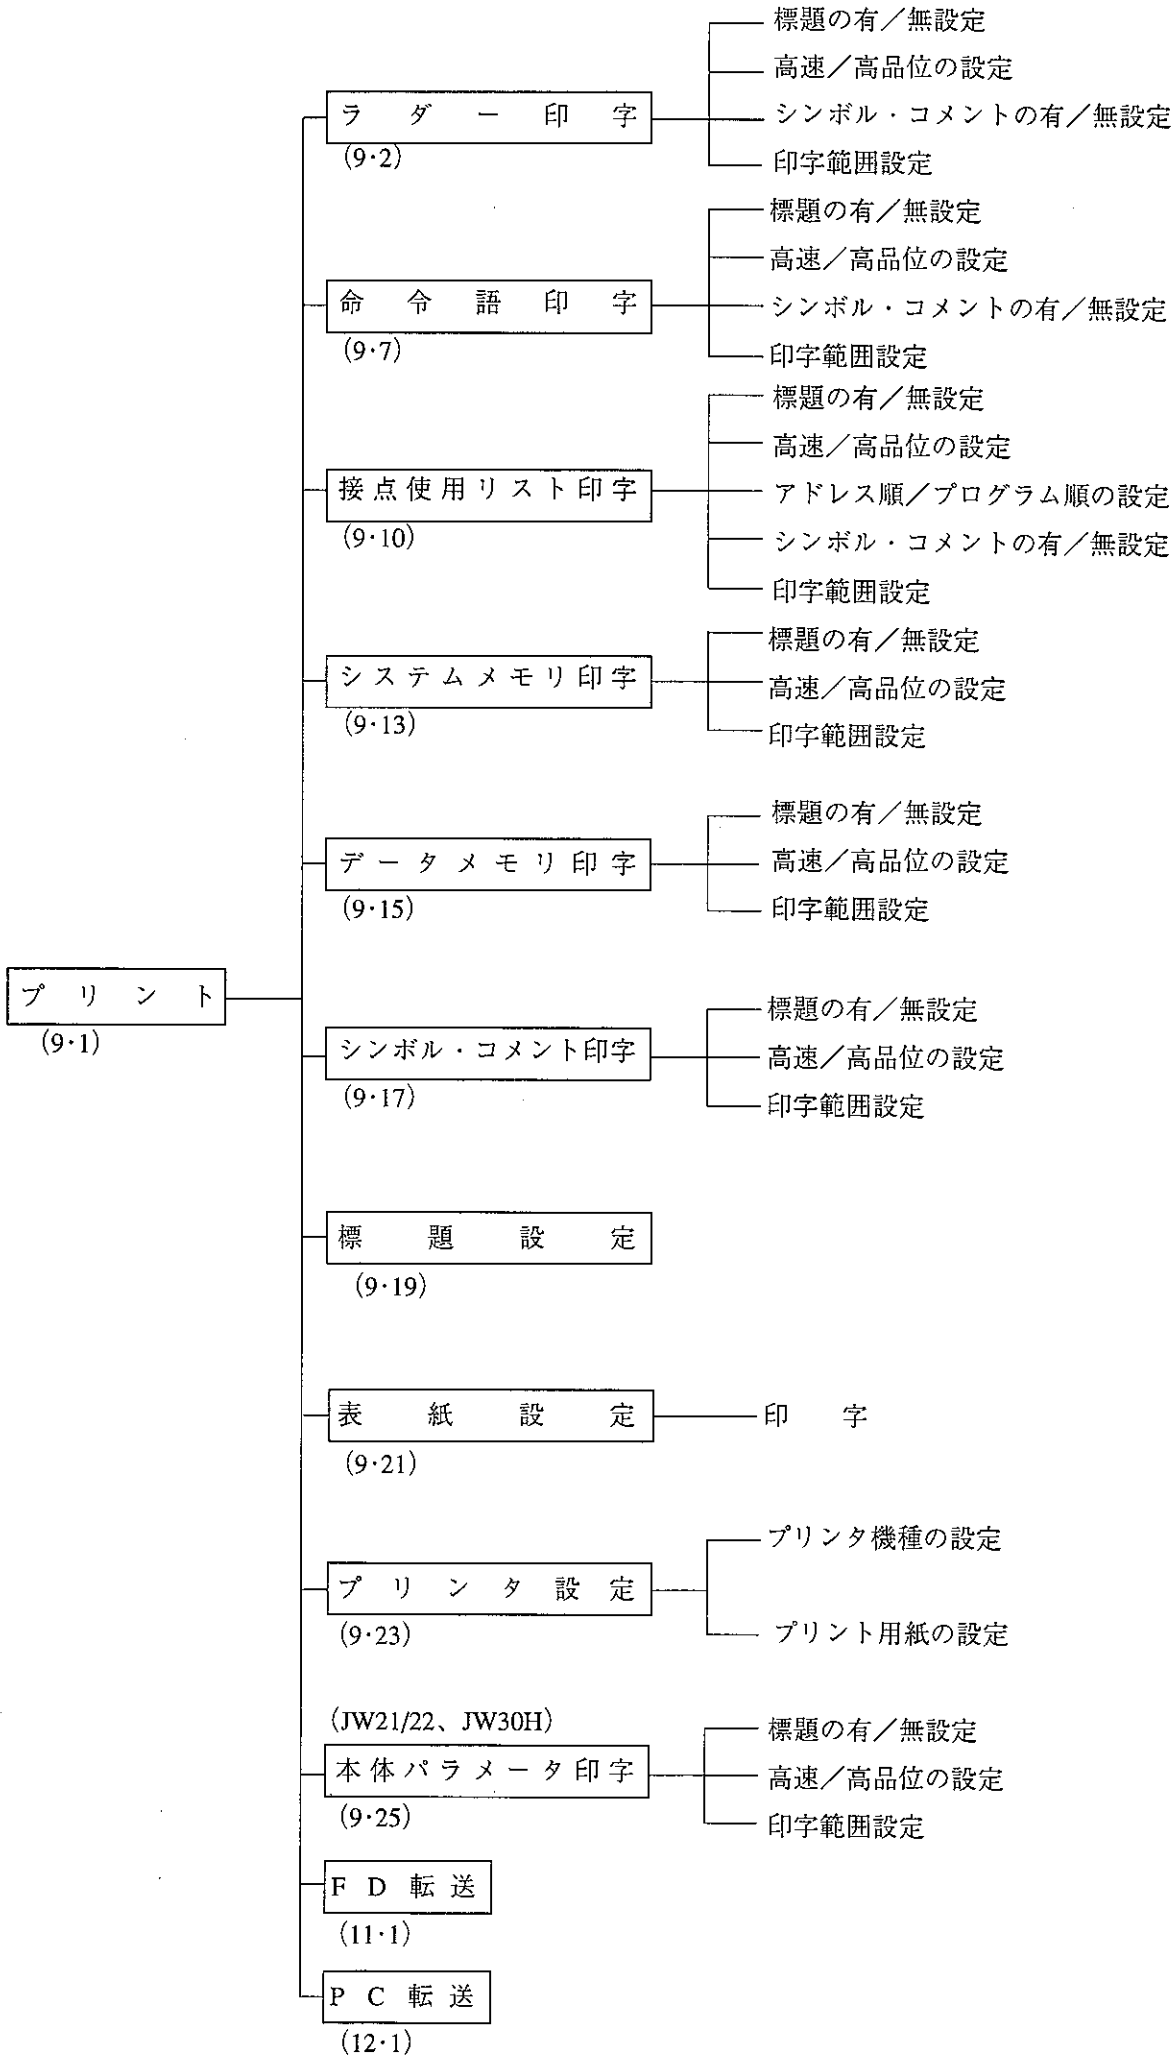 標題の有／無設定
高速／高品位の設定
ラダー印字
シンボル・コメントの有／無設定
(9·2)
印字範囲設定
標題の有／無設定
高速／高品位の設定
命令語印字
シンボル・コメントの有／無設定
(9·7)
印字範囲設定
標題の有／無設定
高速／高品位の設定
接点使用リスト印字
アドレス順／プログラム順の設定
(9·10)
シンボル・コメントの有／無設定
印字範囲設定
標題の有／無設定
システムメモリ印字
高速／高品位の設定
(9·13)
印字範囲設定
標題の有／無設定
データメモリ印字
高速／高品位の設定
(9·15)
印字範囲設定
プリント
(9·1)
標題の有／無設定
シンボル・コメント印字
高速／高品位の設定
(9·17)
印字範囲設定
標題設定
(9·19)
表紙設定
印字
(9·21)
プリンタ機種の設定
プリンタ設定
(9·23)
プリント用紙の設定
(JW21/22、JW30H)
標題の有／無設定
本体パラメータ印字
高速／高品位の設定
(9·25)
印字範囲設定
FD転送
(11·1)
PC転送
(12·1)